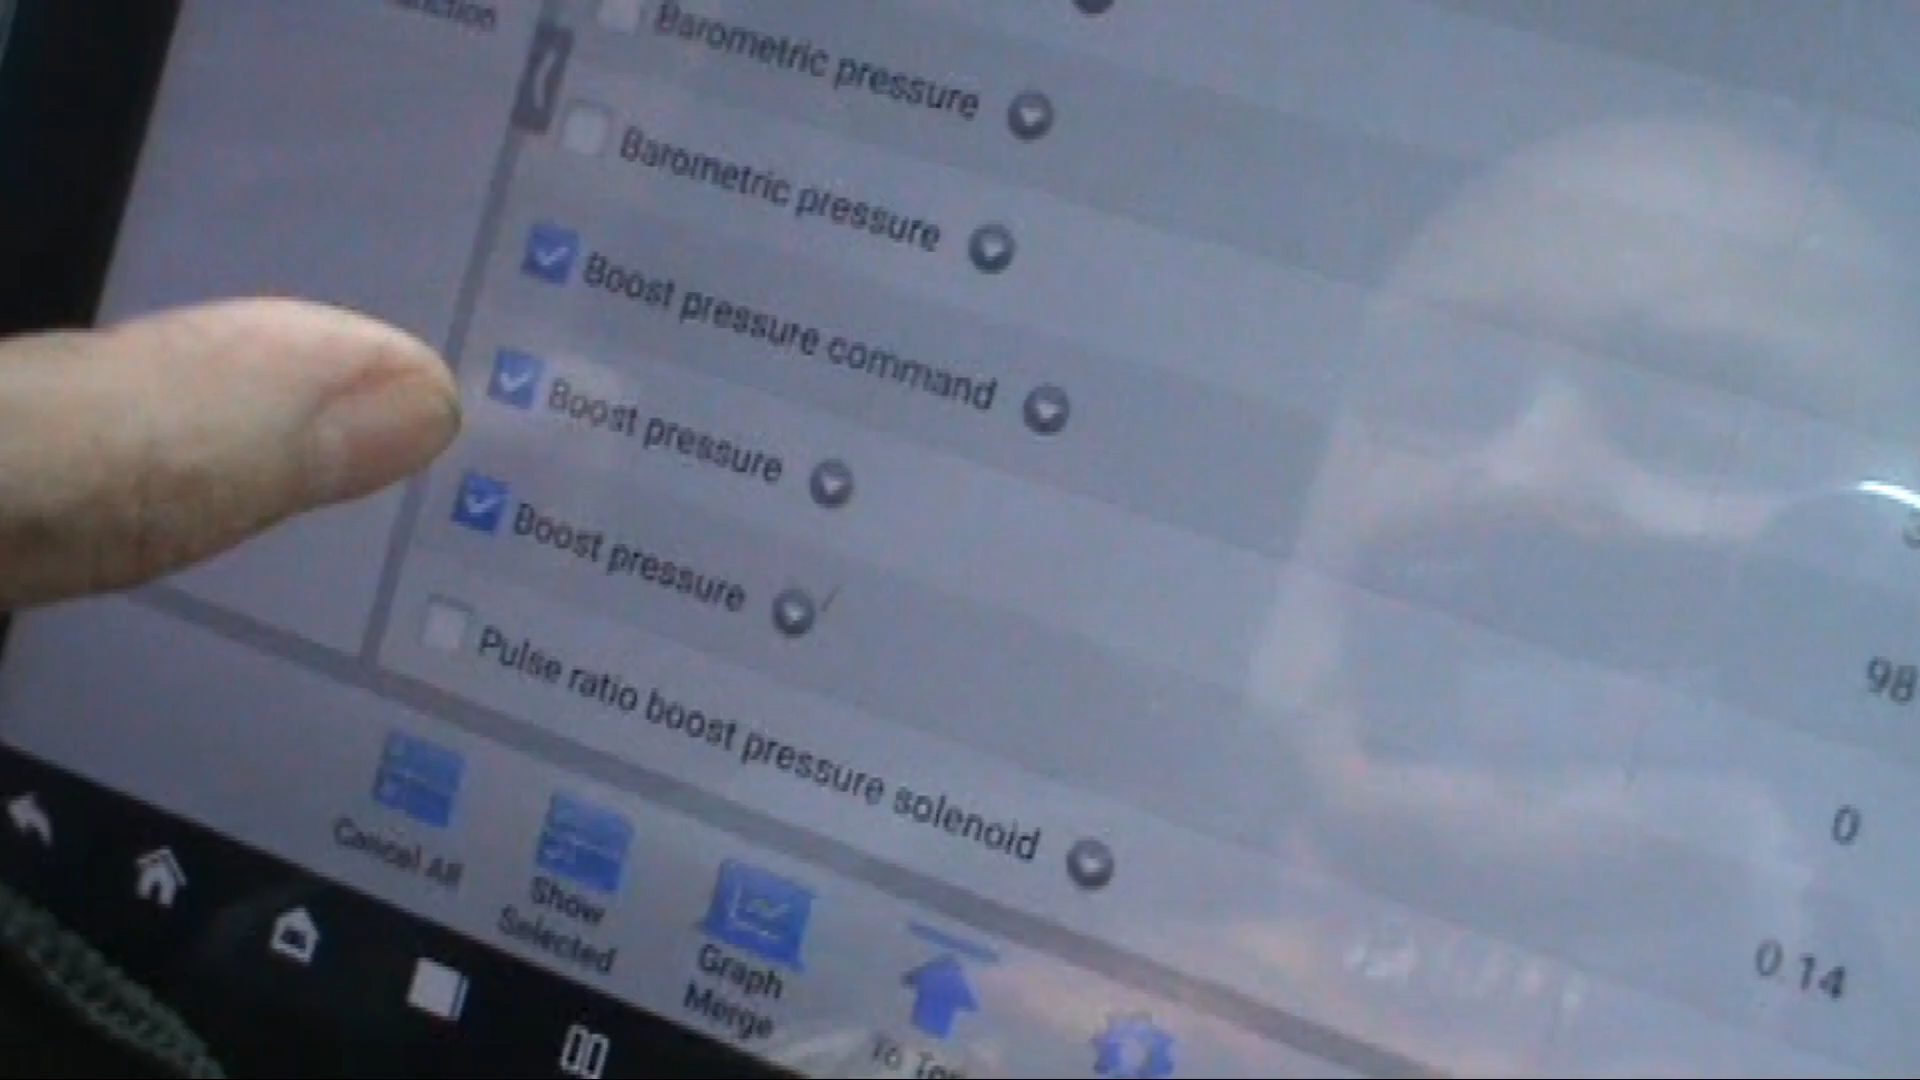 Barometric pressure
Barometric pressure
Boost pressure command
Boost pressure
98
Boost pressure
0
Pulse ratio boost pressure solenoid
0.14
Cancel All
Show
Selected
Graph
Merge
To